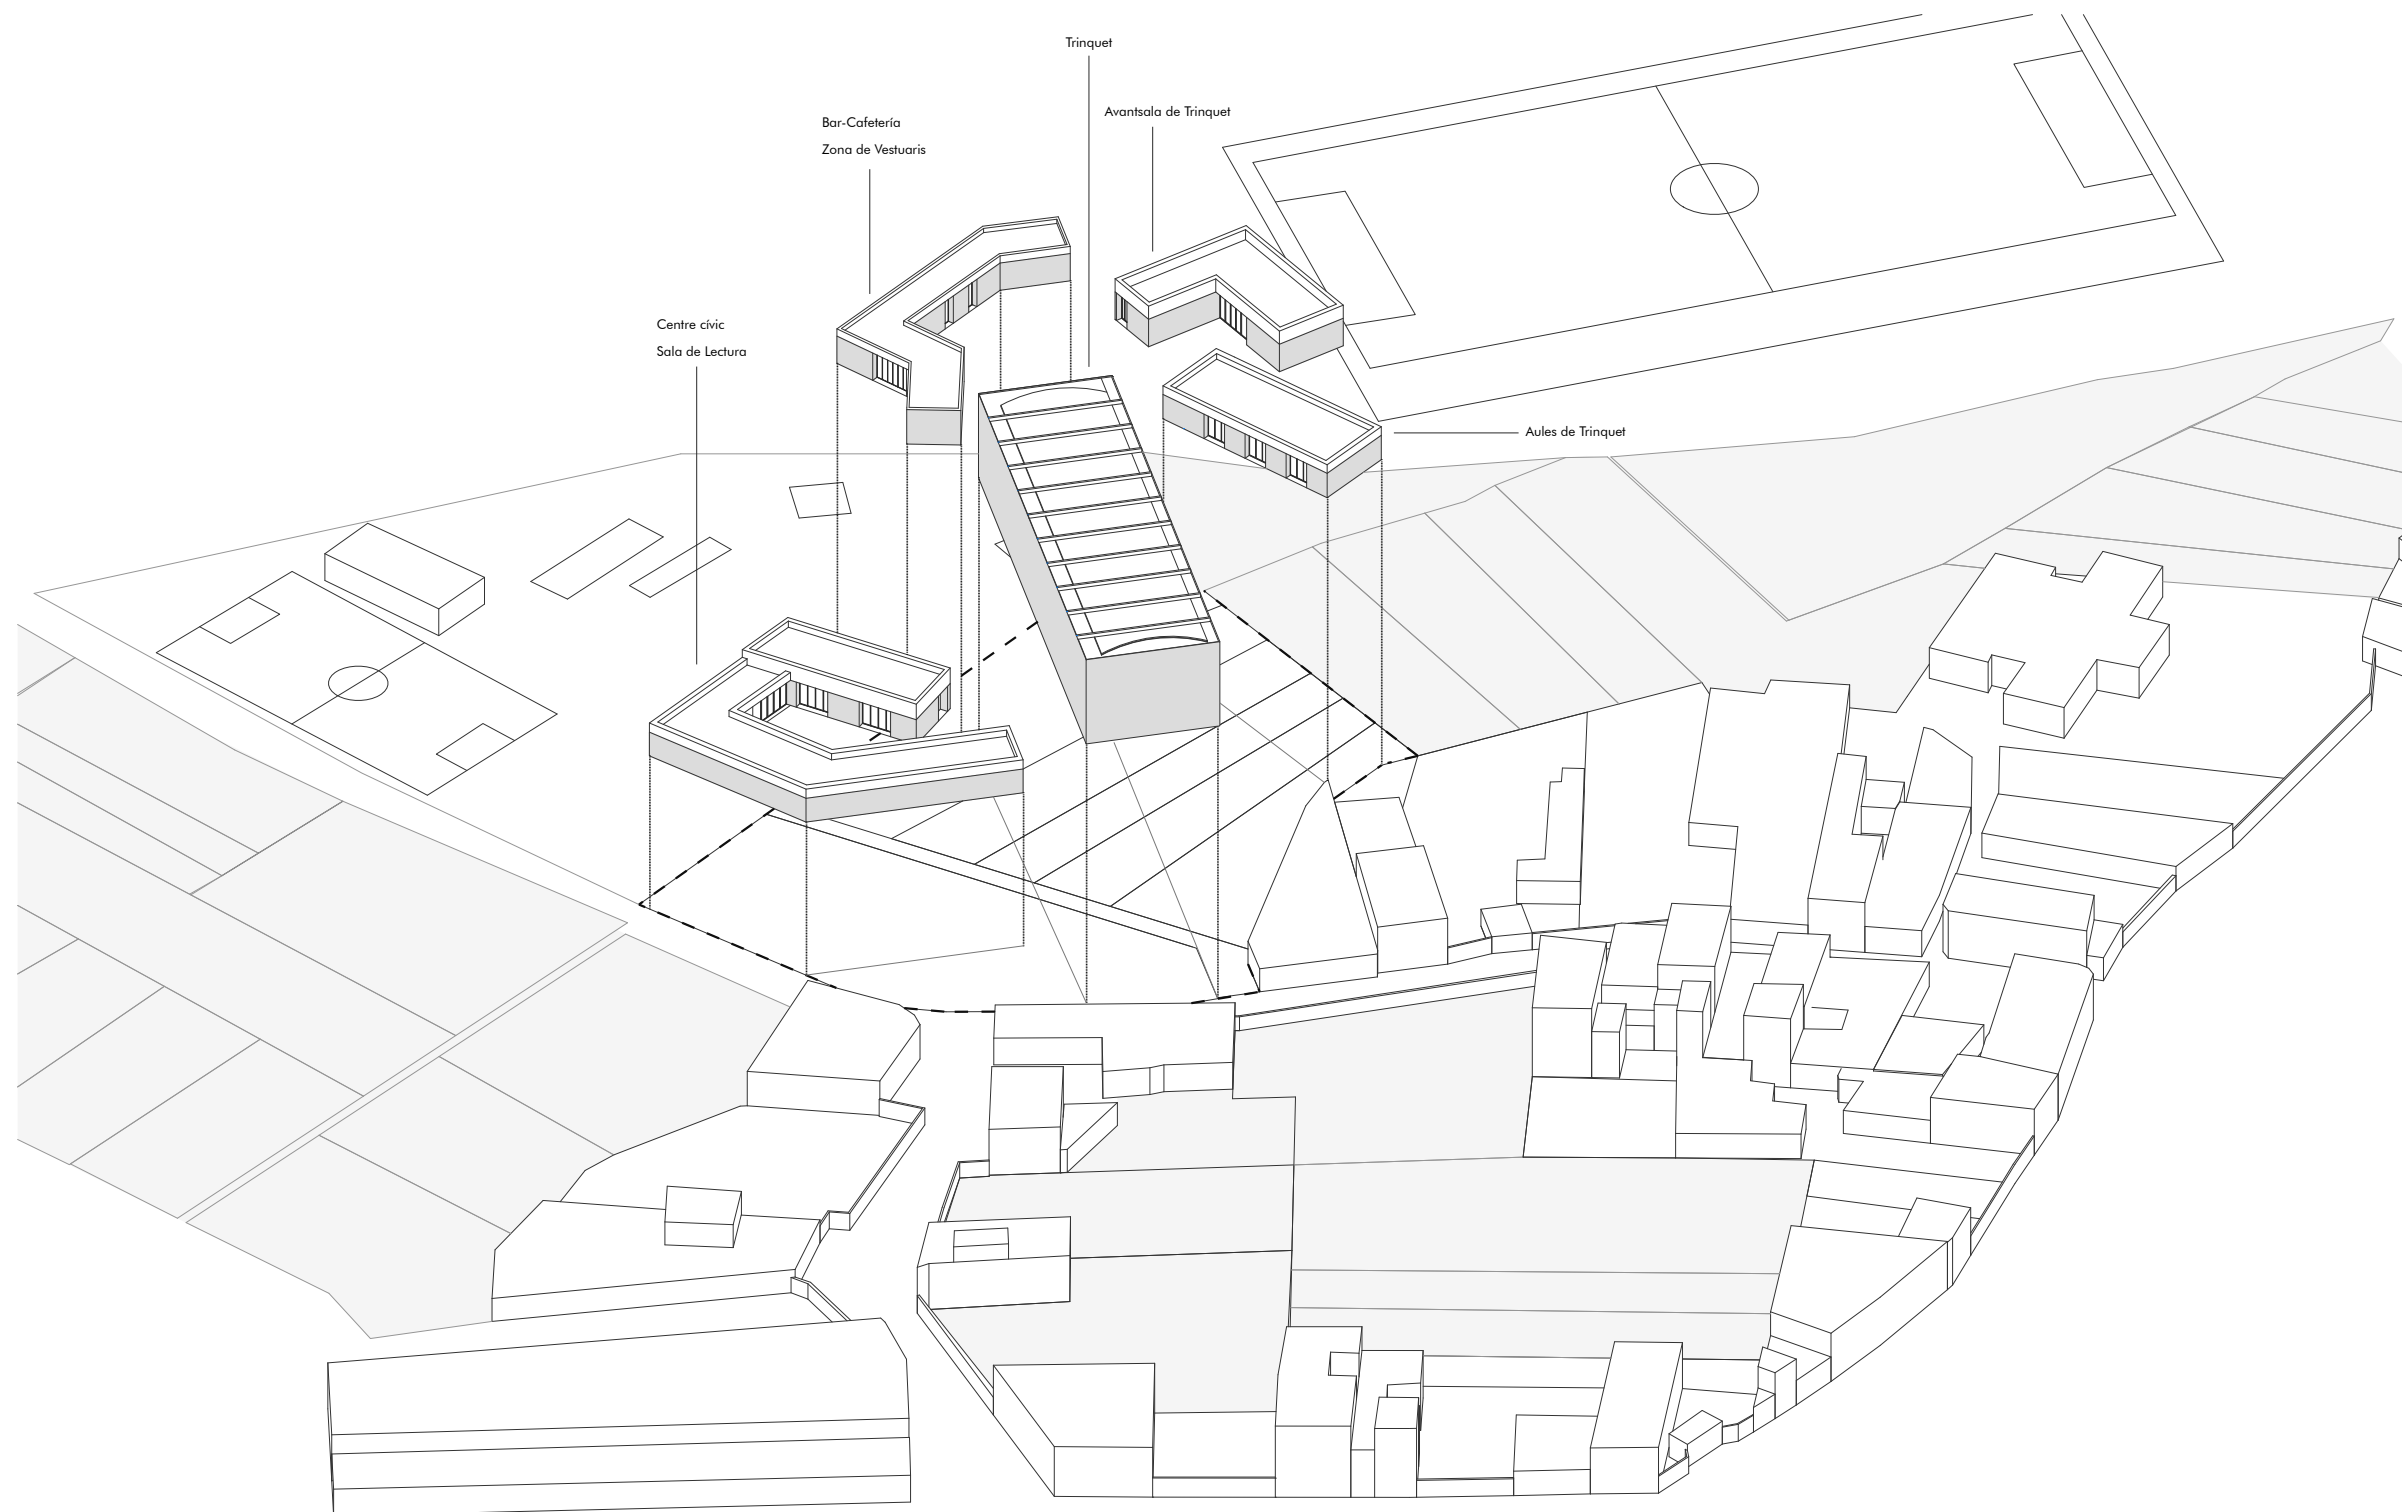 Trinquet
Avantsala de Trinquet
Bar-Cafetería
Zona de Vestuaris
Centre cívic
Sala de Lectura
Aules de Trinquet